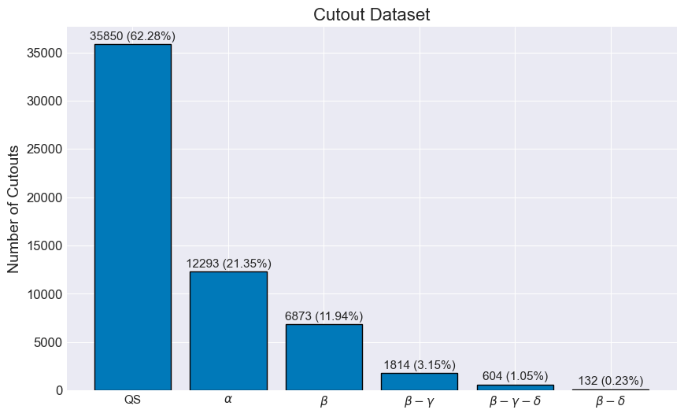 Cutout Dataset
Number of Cutouts
35000
30000
25000
20000
15000
10000
5000
0
35850 (62.28%)
12293 (21.35%)
6873 (11.94%)
1814 (3.15%)
604 (1.05%)
132 (0.23%)
QS
α
β
β − γ
β − γ − δ
β − δ